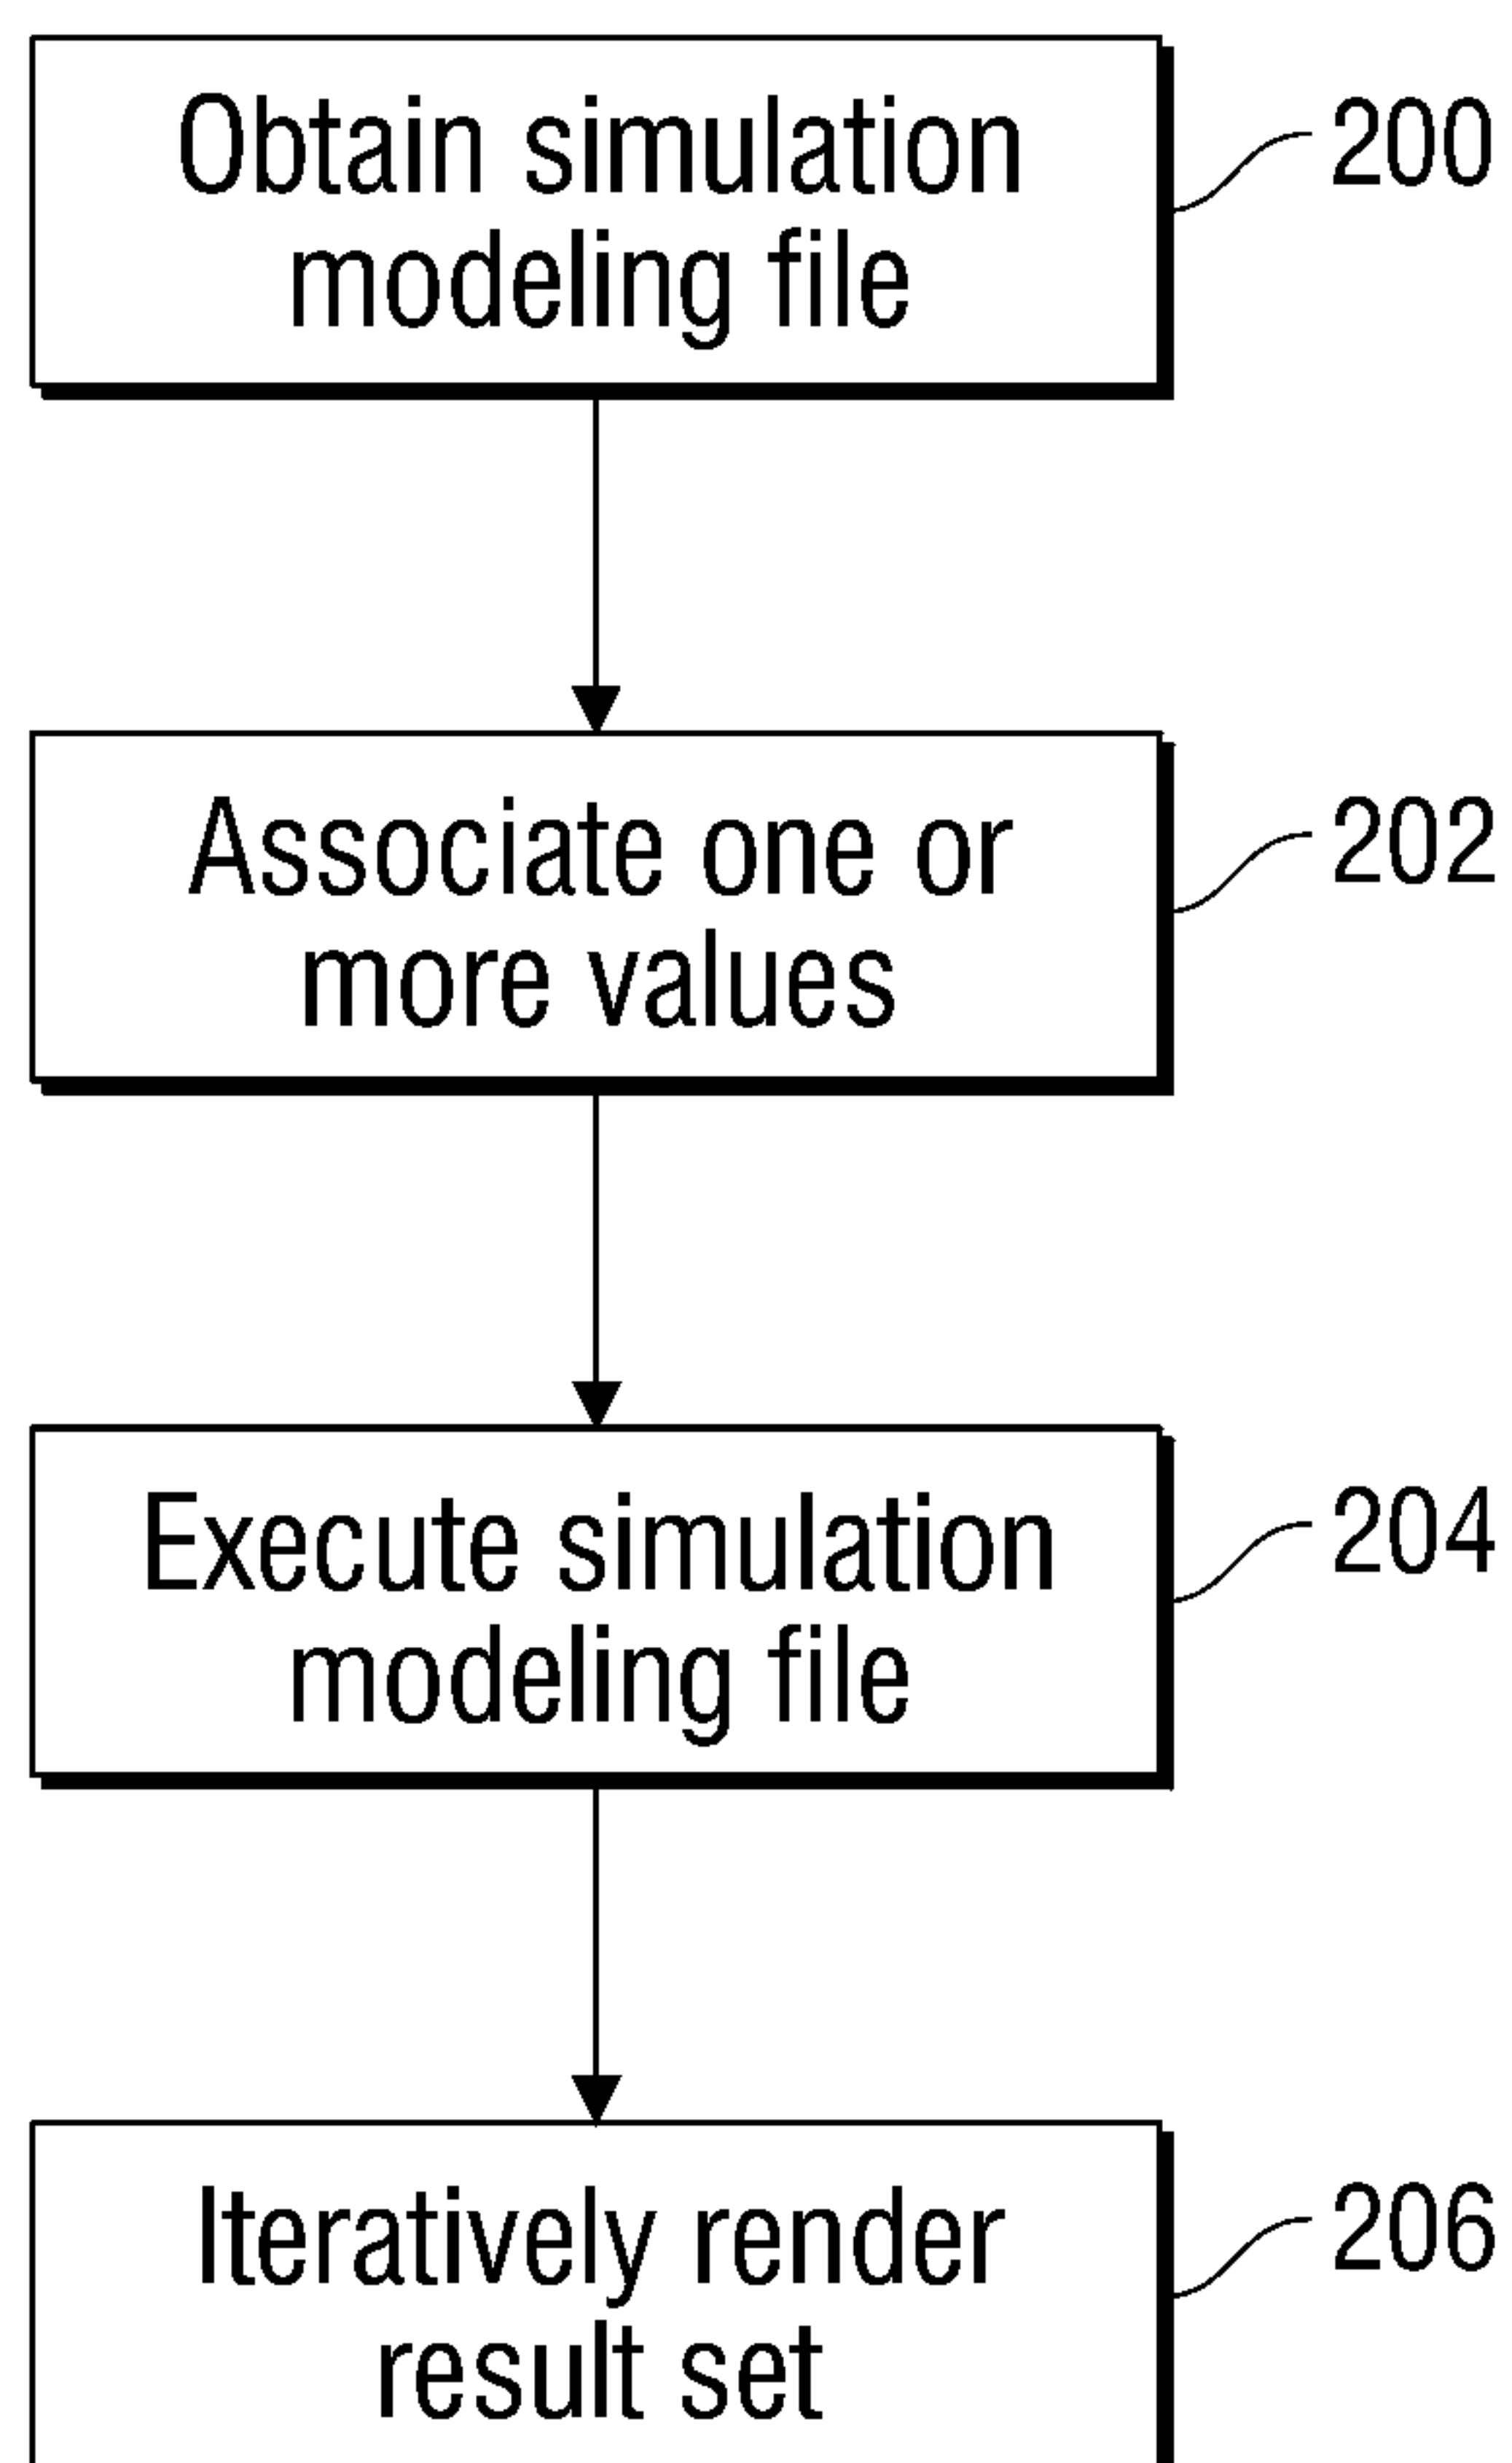 Obtain simulation
modeling file
200
Associate one or
more values
202
Execute simulation
modeling file
204
Iteratively render
result set
206